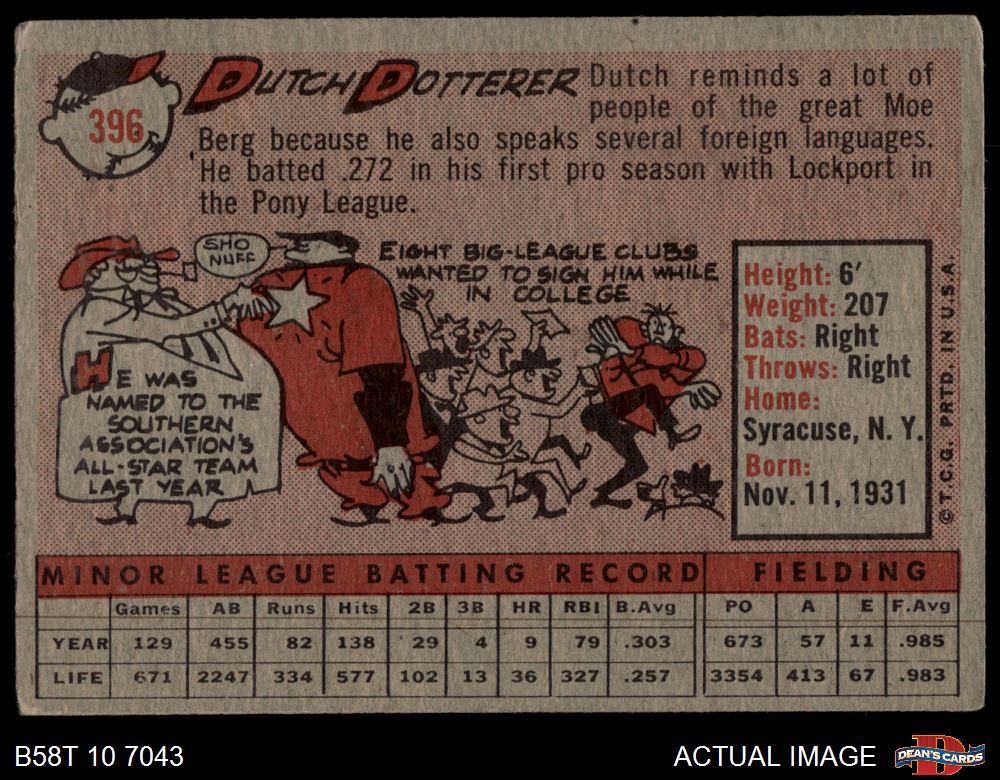 396
DUTCH DOTTERER Dutch reminds a lot of
people of the great Moe
Berg because he also speaks several foreign languages.
He batted .272 in his first pro season with Lockport in
the Pony League.
SHO
NUFF
EIGHT BIG-LEAGUE CLUBS
WANTED TO SIGN HIM WHILE
IN COLLEGE
HE WAS
NAMED TO THE
SOUTHERN
ASSOCIATION'S
ALL-STAR TEAM
LAST YEAR
Height: 6'
Weight: 207
Bats: Right
Throws: Right
Home:
Syracuse, N. Y.
Born:
Nov. 11, 1931
© T.C.G. PRTD. IN U.S.A.
MINOR LEAGUE BATTING RECORD FIELDING
Games AB Runs Hits 2B 3B HR RBI B.Avg PO A E F.Avg
YEAR 129 455 82 138 29 4 9 79 .303 673 57 11 .985
LIFE 671 2247 334 577 102 13 36 327 .257 3354 413 67 .983
B58T 10 7043
ACTUAL IMAGE
D
DEAN'S CARDS